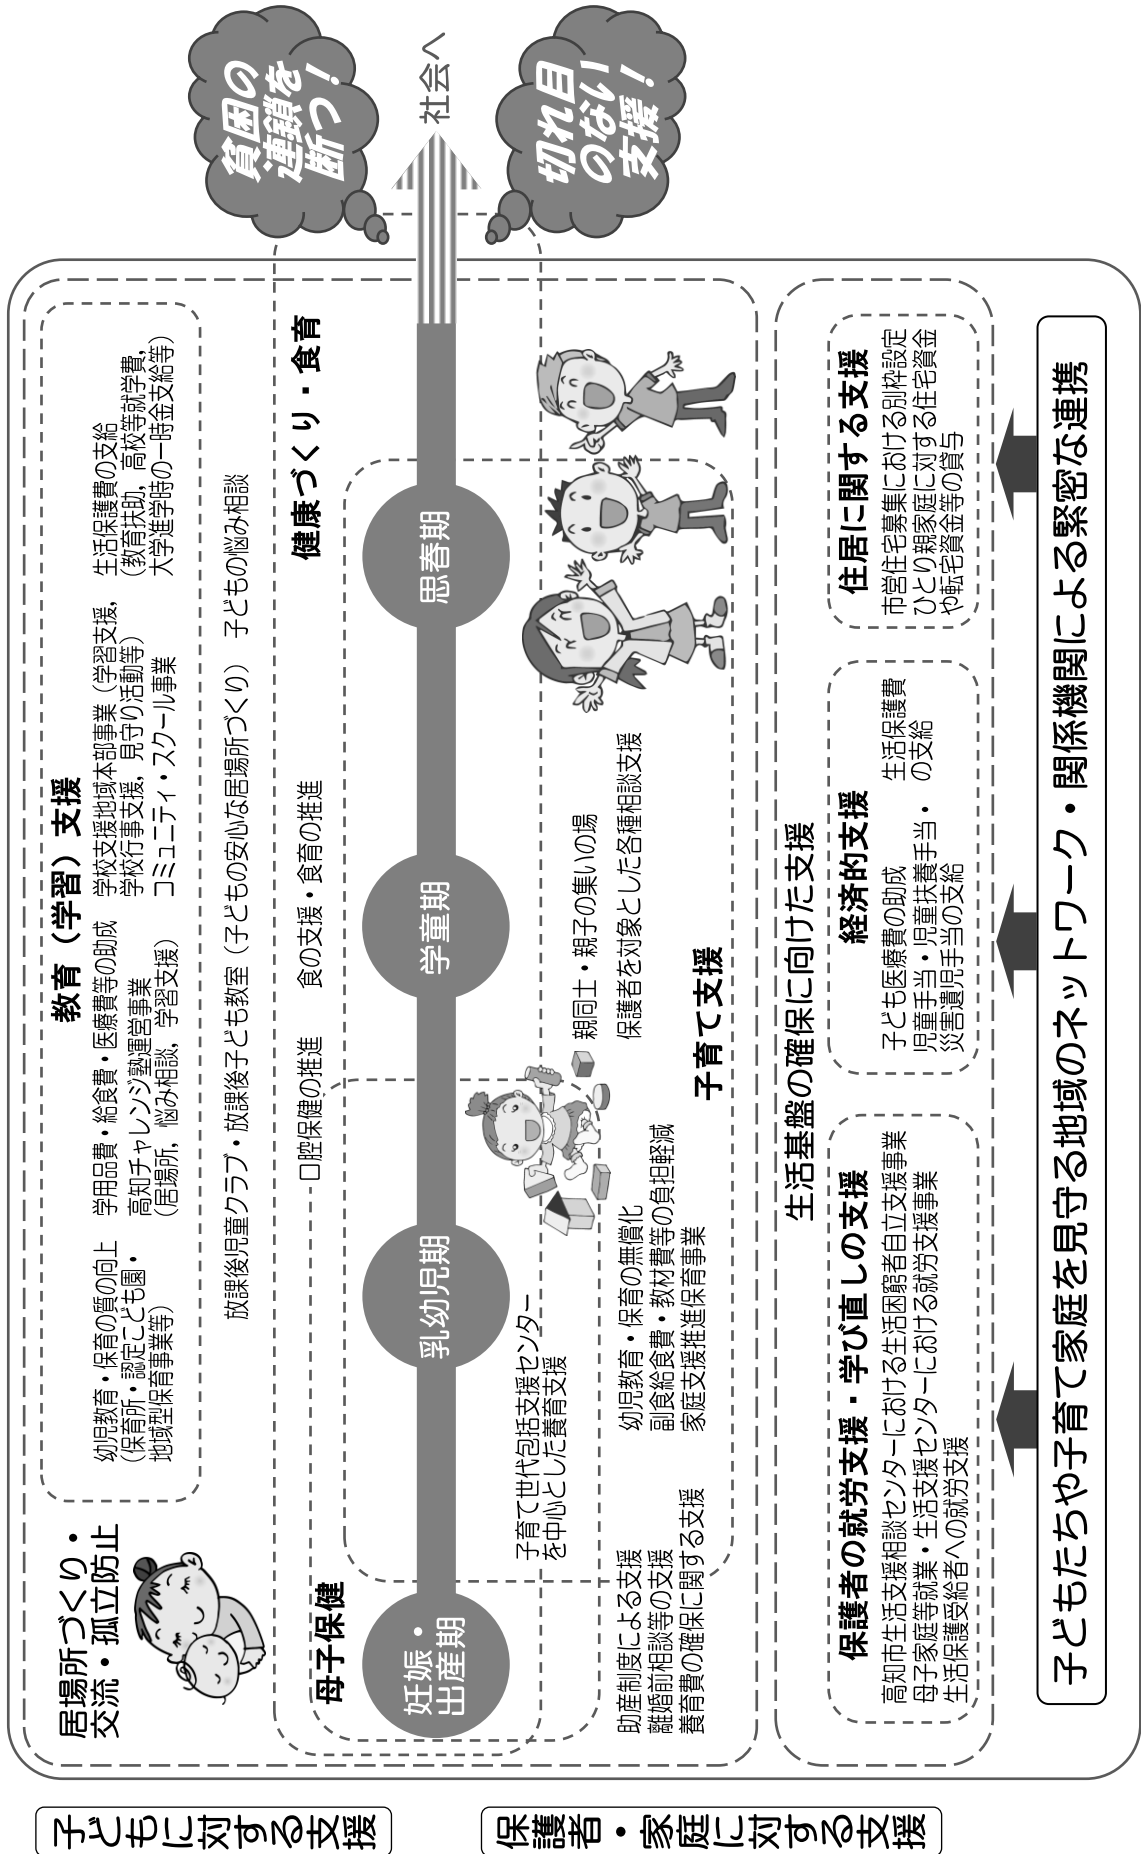 子どもに対する支援
保護者・家庭に対する支援
居場所づくり・
交流・孤立防止
教育（学習）支援
幼児教育・保育の質の向上
（保育所・認定こども園・
地域型保育事業等）
学用品費・給食費・医療費等の助成
高知チャレンジ塾運営事業
（居場所，悩み相談，学習支援）
学校支援地域本部事業（学習支援，
学校行事支援，見守り活動等）
コミュニティ・スクール事業
生活保護費の支給
（教育扶助，高校等就学費，
大学進学時の一時金支給等）
放課後児童クラブ・放課後子ども教室（子どもの安心な居場所づくり）
子どもの悩み相談
母子保健
口腔保健の推進
食の支援・食育の推進
健康づくり・食育
妊娠・
出産期
乳幼児期
学童期
思春期
社会へ
貧困の
連鎖を
断つ！
切れ目
のない
支援！
子育て世代包括支援センター
を中心とした養育支援
親同士・親子の集いの場
保護者を対象とした各種相談支援
助産制度による支援
離婚前相談等の支援
養育費の確保に関する支援
幼児教育・保育の無償化
副食給食費・教材費等の負担軽減
家庭支援推進保育事業
子育て支援
生活基盤の確保に向けた支援
保護者の就労支援・学び直しの支援
高知市生活支援相談センターにおける生活困窮者自立支援事業
母子家庭等就業・生活支援センターにおける就労支援事業
生活保護受給者への就労支援
経済的支援
子ども医療費の助成
児童手当・児童扶養手当・
災害遺児手当の支給
生活保護費
の支給
住居に関する支援
市営住宅募集における別枠設定
ひとり親家庭に対する住宅資金
や転宅資金等の貸与
子どもたちや子育て家庭を見守る地域のネットワーク・関係機関による緊密な連携